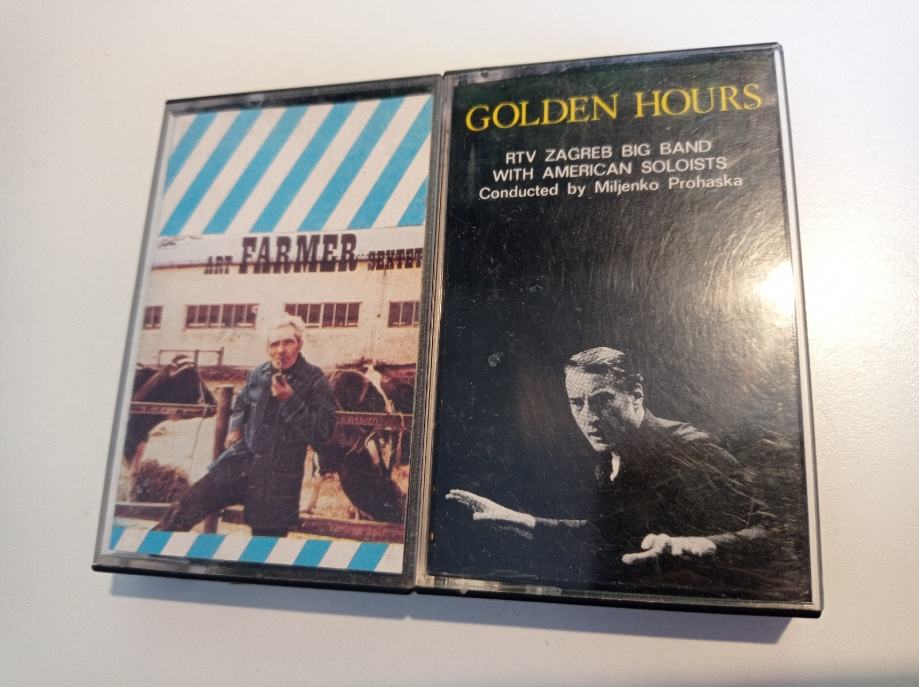 ART FARMER SEXTET
GOLDEN HOURS
RTV ZAGREB BIG BAND
WITH AMERICAN SOLOISTS
Conducted by Miljenko Prohaska